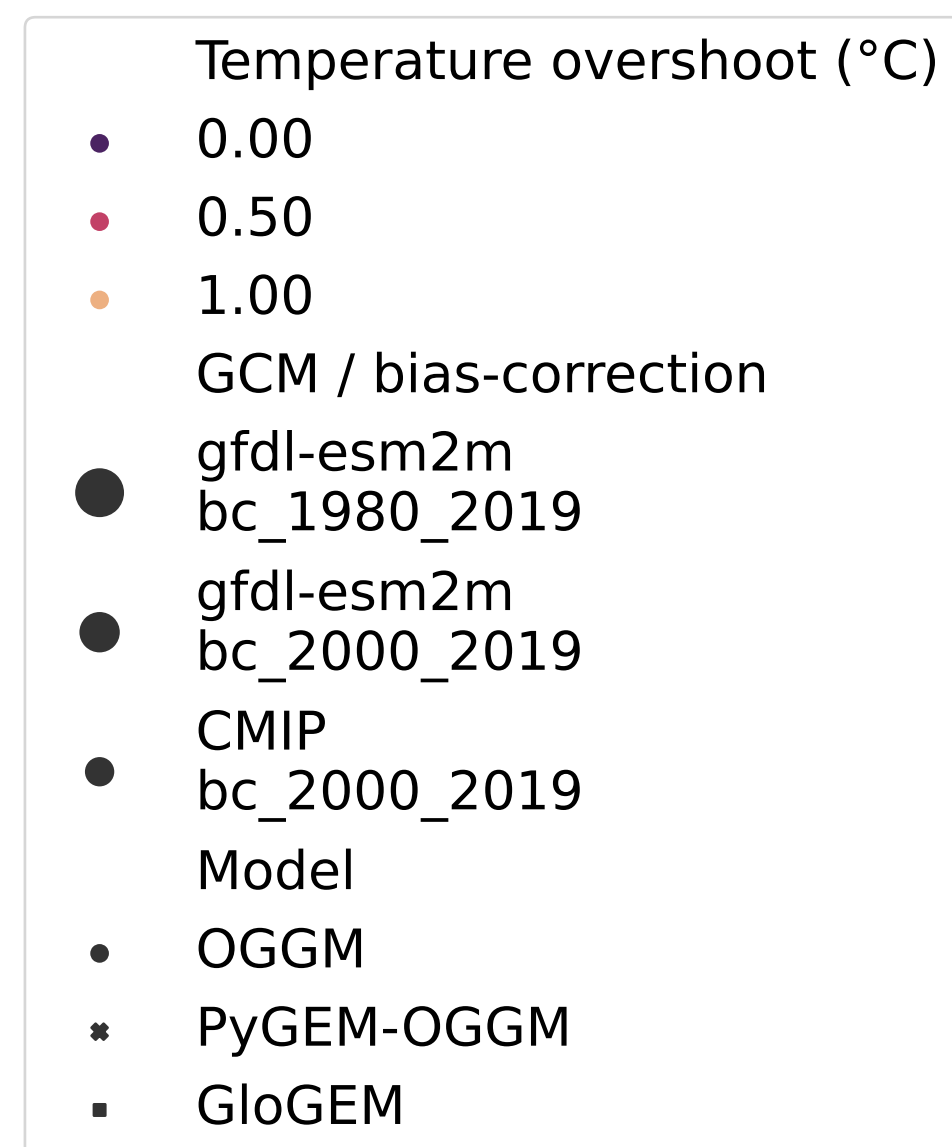 Temperature overshoot (°C)
0.00
0.50
1.00
GCM / bias-correction
gfdl-esm2m
bc_1980_2019
gfdl-esm2m
bc_2000_2019
CMIP
bc_2000_2019
Model
OGGM
PyGEM-OGGM
GloGEM